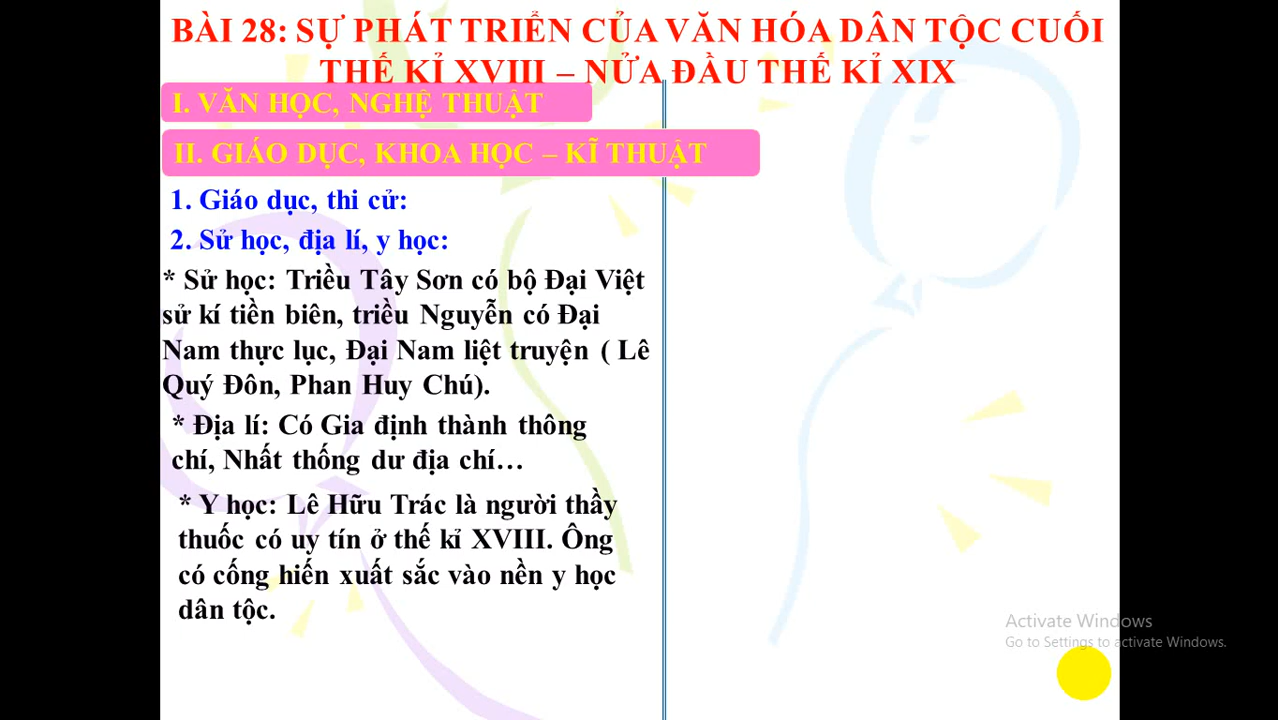 BÀI 28: SỰ PHÁT TRIỂN CỦA VĂN HÓA DÂN TỘC CUỐI
THẾ KỈ XVIII – NỬA ĐẦU THẾ KỈ XIX
I. VĂN HỌC, NGHỆ THUẬT
II. GIÁO DỤC, KHOA HỌC – KĨ THUẬT
1. Giáo dục, thi cử:
2. Sử học, địa lí, y học:
* Sử học: Triều Tây Sơn có bộ Đại Việt
sử kí tiền biên, triều Nguyễn có Đại
Nam thực lục, Đại Nam liệt truyện ( Lê
Quý Đôn, Phan Huy Chú).
* Địa lí: Có Gia định thành thông
chí, Nhất thống dư địa chí…
* Y học: Lê Hữu Trác là người thầy
thuốc có uy tín ở thế kỉ XVIII. Ông
có cống hiến xuất sắc vào nền y học
dân tộc.
Activate Windows
Go to Settings to activate Windows.